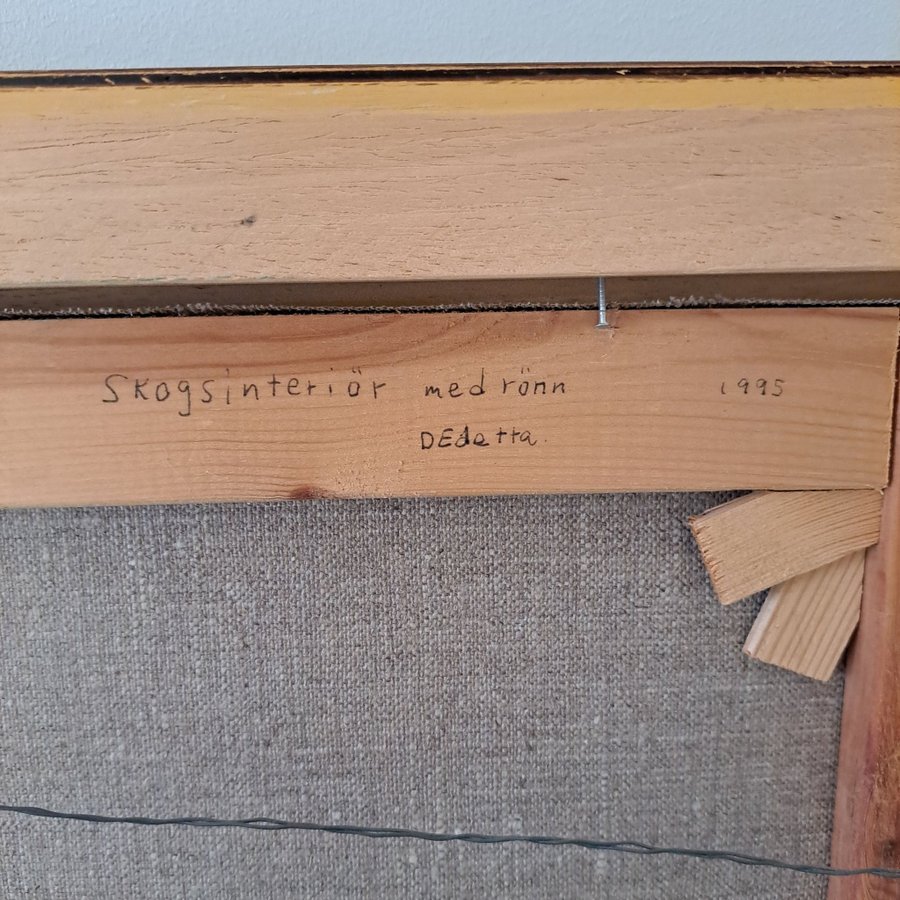 Skogsinteriör med rönn 1995
DEdetta.